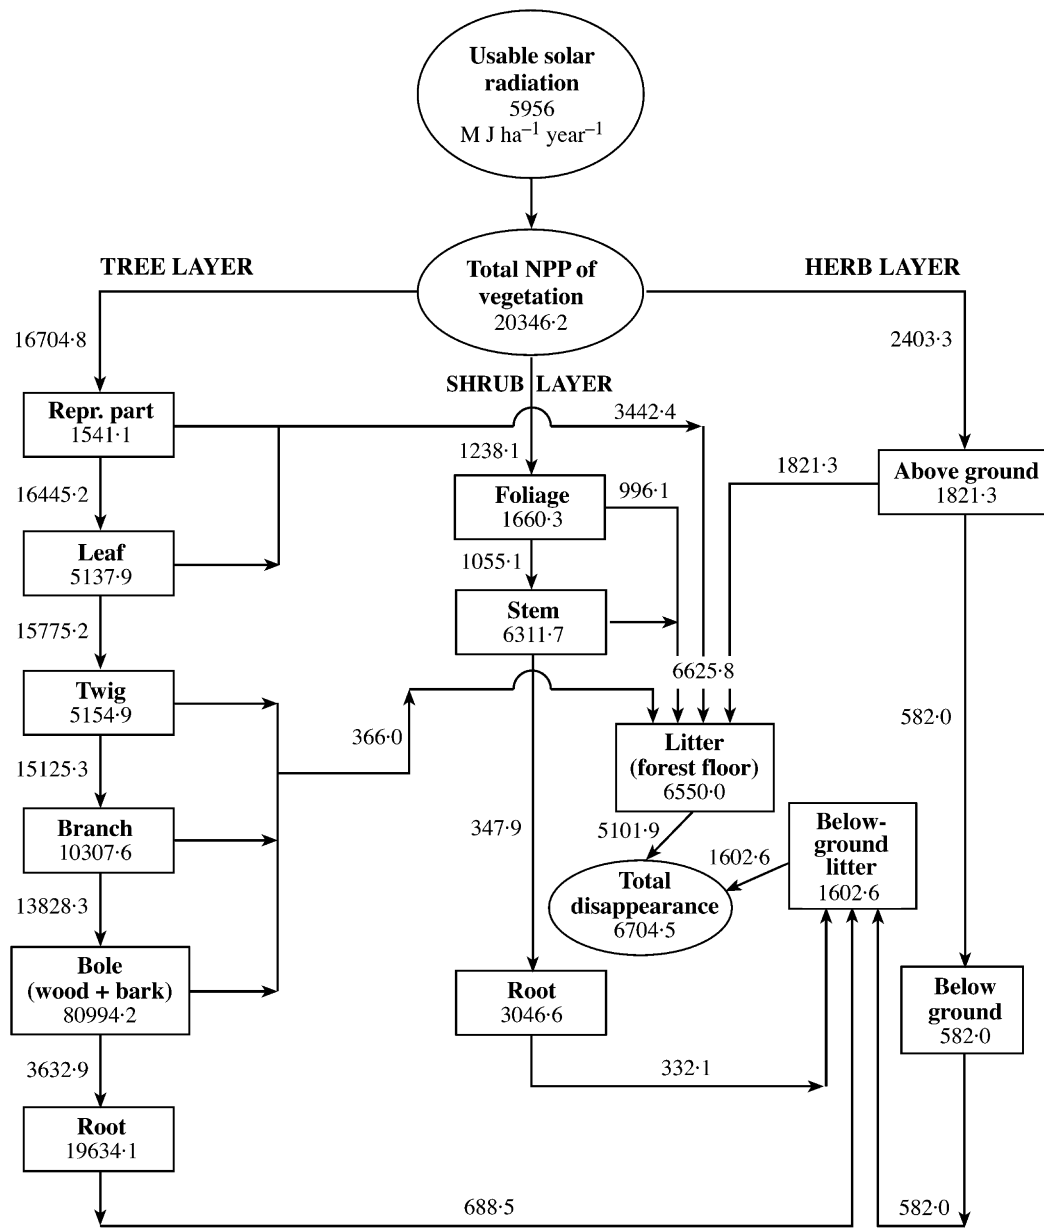 Usable solar
radiation
5956
M J ha⁻¹ year⁻¹
TREE LAYER
HERB LAYER
Total NPP of
vegetation
20346·2
16704·8
2403·3
SHRUB LAYER
Repr. part
1541·1
3442·4
1238·1
1821·3
Above ground
1821·3
16445·2
Foliage
1660·3
996·1
Leaf
5137·9
1055·1
Stem
6311·7
15775·2
6625·8
Twig
5154·9
366·0
582·0
Litter
(forest floor)
6550·0
15125·3
Branch
10307·6
347·9
5101·9
1602·6
Below-
ground
litter
1602·6
Total
disappearance
6704·5
13828·3
Bole
(wood + bark)
80994·2
Root
3046·6
Below
ground
582·0
3632·9
332·1
Root
19634·1
688·5
582·0